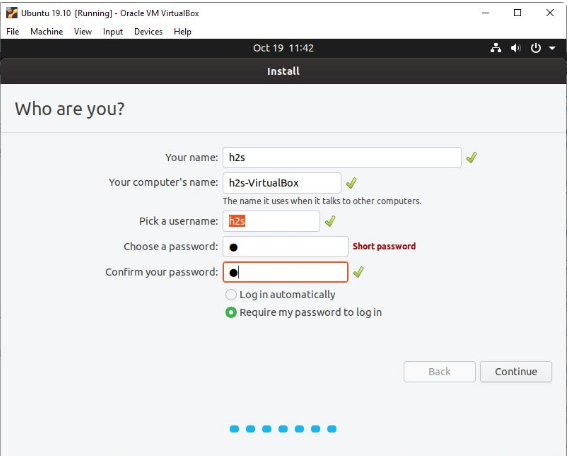 Ubuntu 19.10 [Running] - Oracle VM VirtualBox
File Machine View Input Devices Help
Oct 19 11:42
Install
Who are you?
Your name: h2s
Your computer's name: h2s-VirtualBox
The name it uses when it talks to other computers.
Pick a username: h2s
Choose a password: ● Short password
Confirm your password: ●
Log in automatically
Require my password to log in
Back Continue